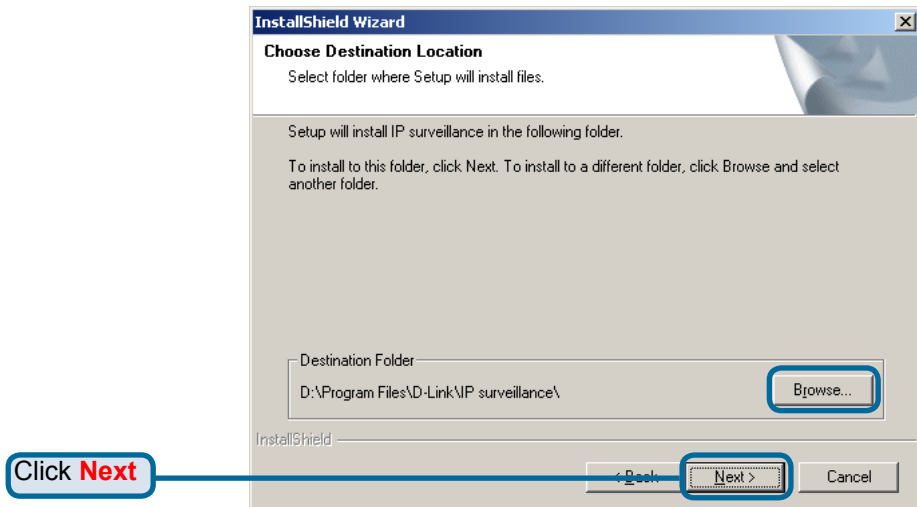 InstallShield Wizard
Choose Destination Location
Select folder where Setup will install files.
Setup will install IP surveillance in the following folder.
To install to this folder, click Next. To install to a different folder, click Browse and select
another folder.
Destination Folder
D:\Program Files\D-Link\IP surveillance\
Browse...
InstallShield
Click Next
< Back
Next >
Cancel